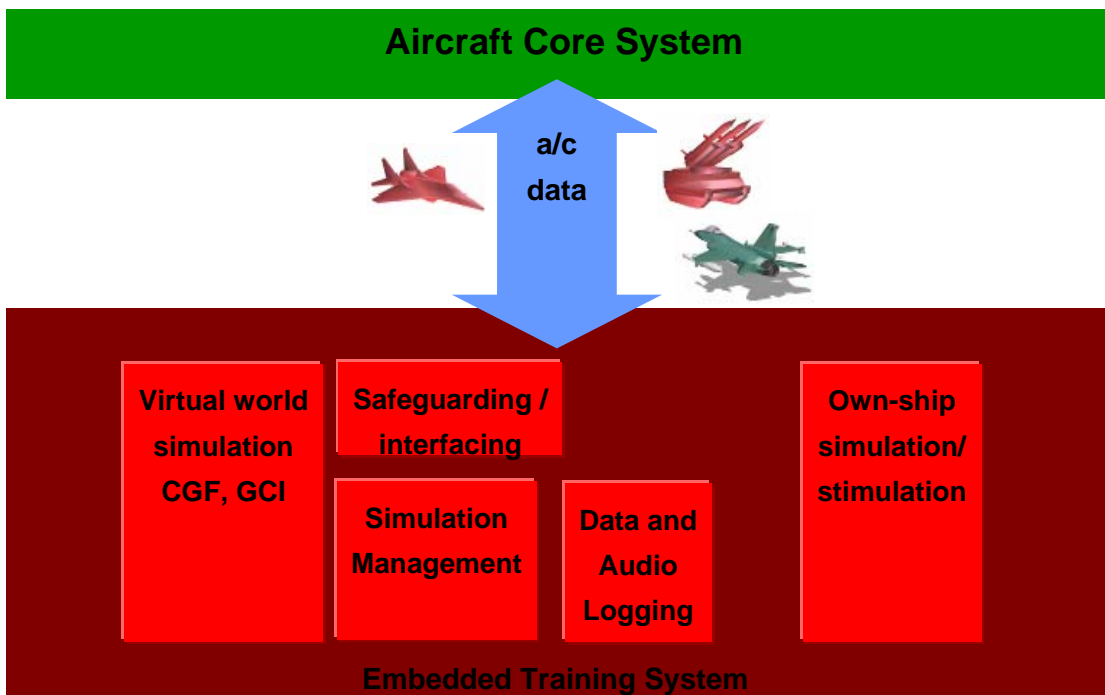 Aircraft Core System
a/c
data
Virtual world
simulation
CGF, GCI
Safeguarding /
interfacing
Simulation
Management
Data and
Audio
Logging
Own-ship
simulation/
stimulation
Embedded Training System